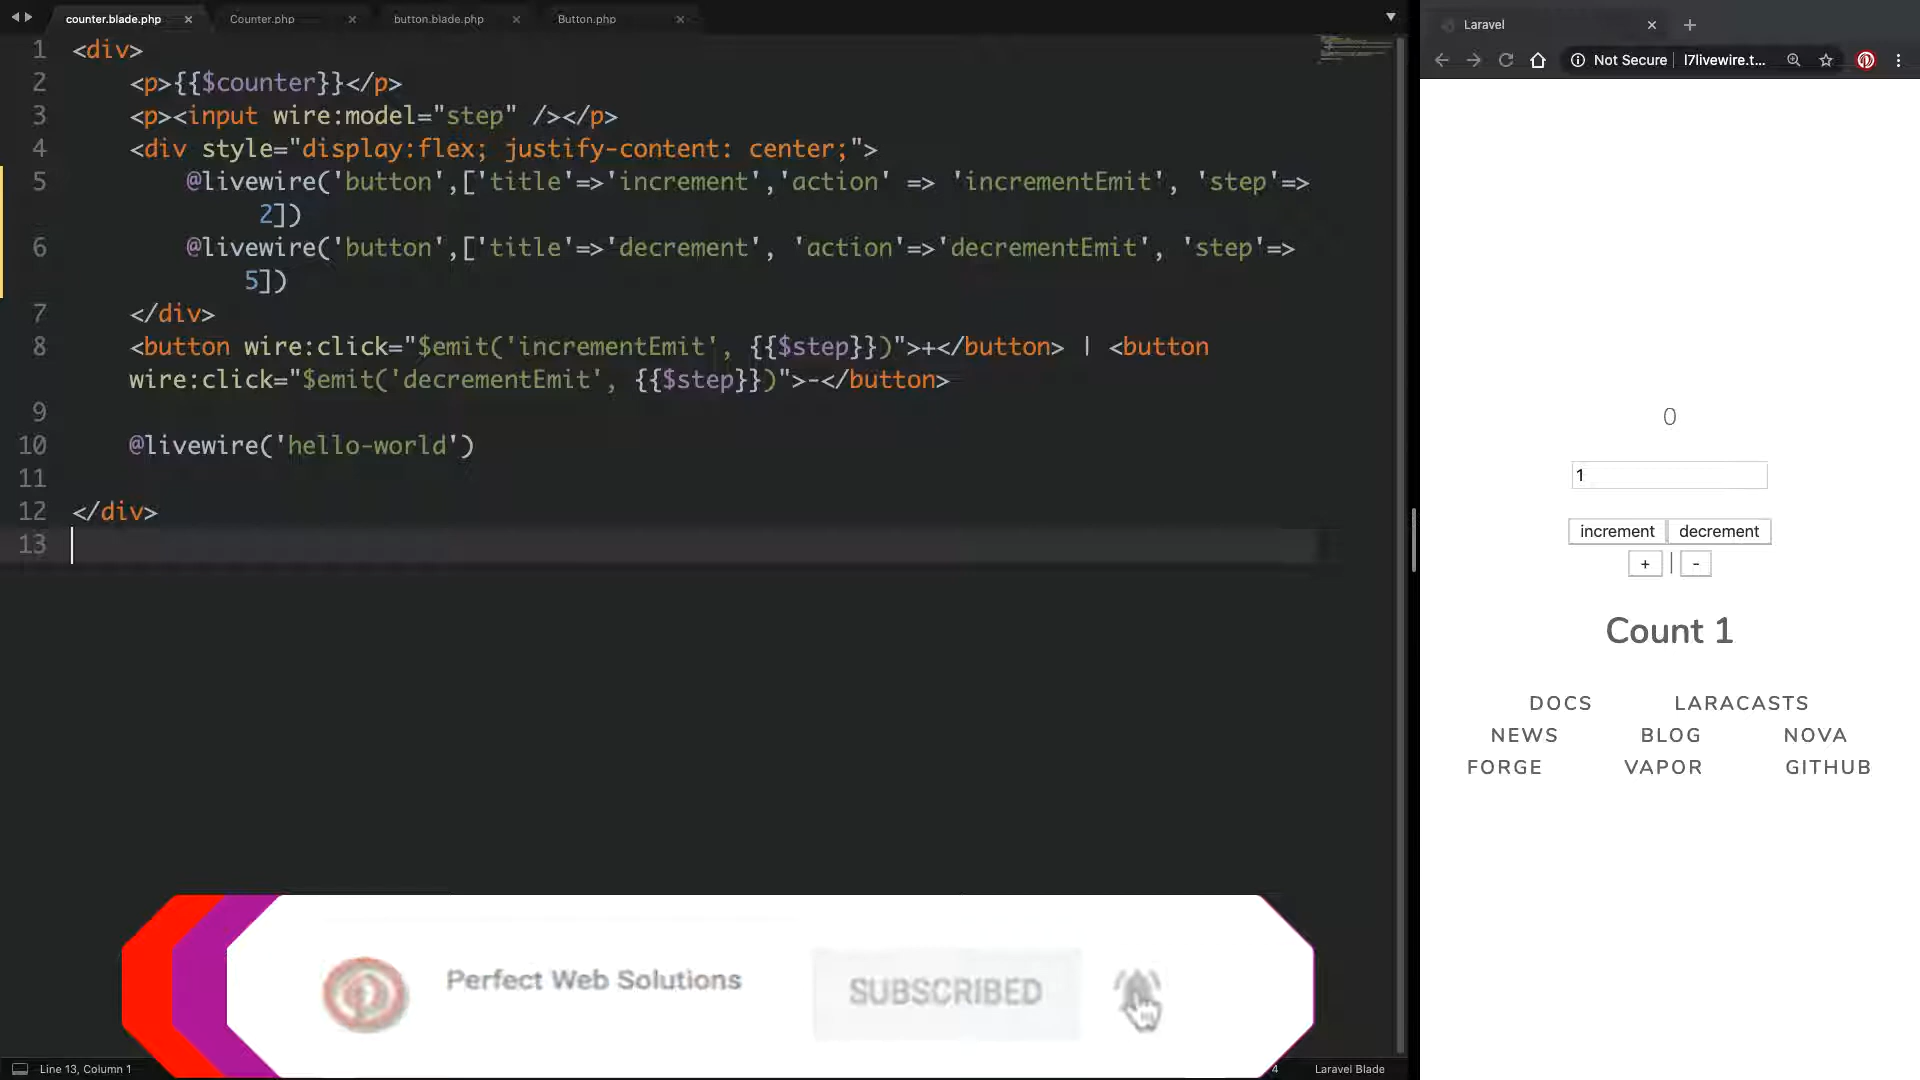 counter.blade.php × Counter.php × button.blade.php × Button.php ×
1 <div>
2 <p>{{$counter}}</p>
3 <p><input wire:model="step" /></p>
4 <div style="display:flex; justify-content: center;">
5 @livewire('button',['title'=>'increment','action' => 'incrementEmit', 'step'=>
2])
6 @livewire('button',['title'=>'decrement', 'action'=>'decrementEmit', 'step'=>
5])
7 </div>
8 <button wire:click="$emit('incrementEmit', {{$step}})">+</button> | <button
wire:click="$emit('decrementEmit', {{$step}})">-</button>
9
10 @livewire('hello-world')
11
12 </div>
13
Perfect Web Solutions
SUBSCRIBED
Line 13, Column 1
4
Laravel Blade
Laravel × +
Not Secure | l7livewire.t...
0
1
increment decrement
+ | -
Count 1
DOCS LARACASTS
NEWS BLOG NOVA
FORGE VAPOR GITHUB